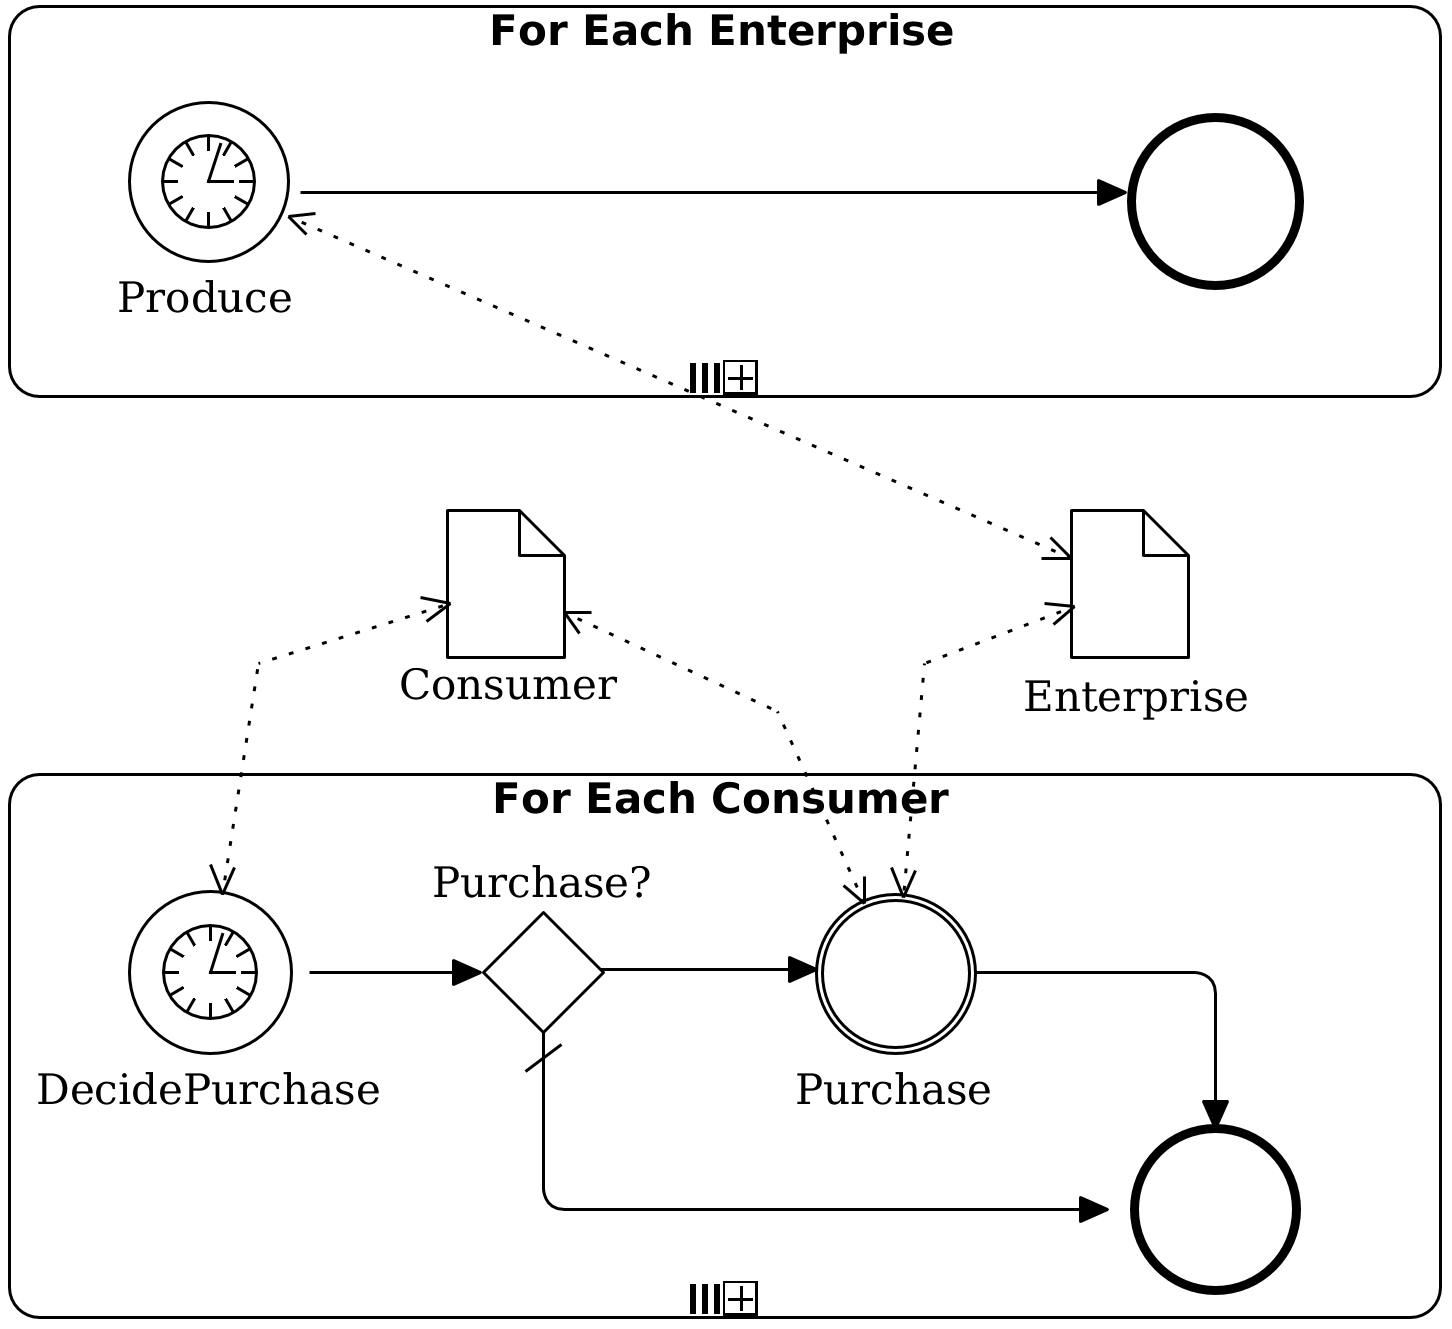 For Each Enterprise
Produce
Consumer
Enterprise
For Each Consumer
Purchase?
DecidePurchase
Purchase